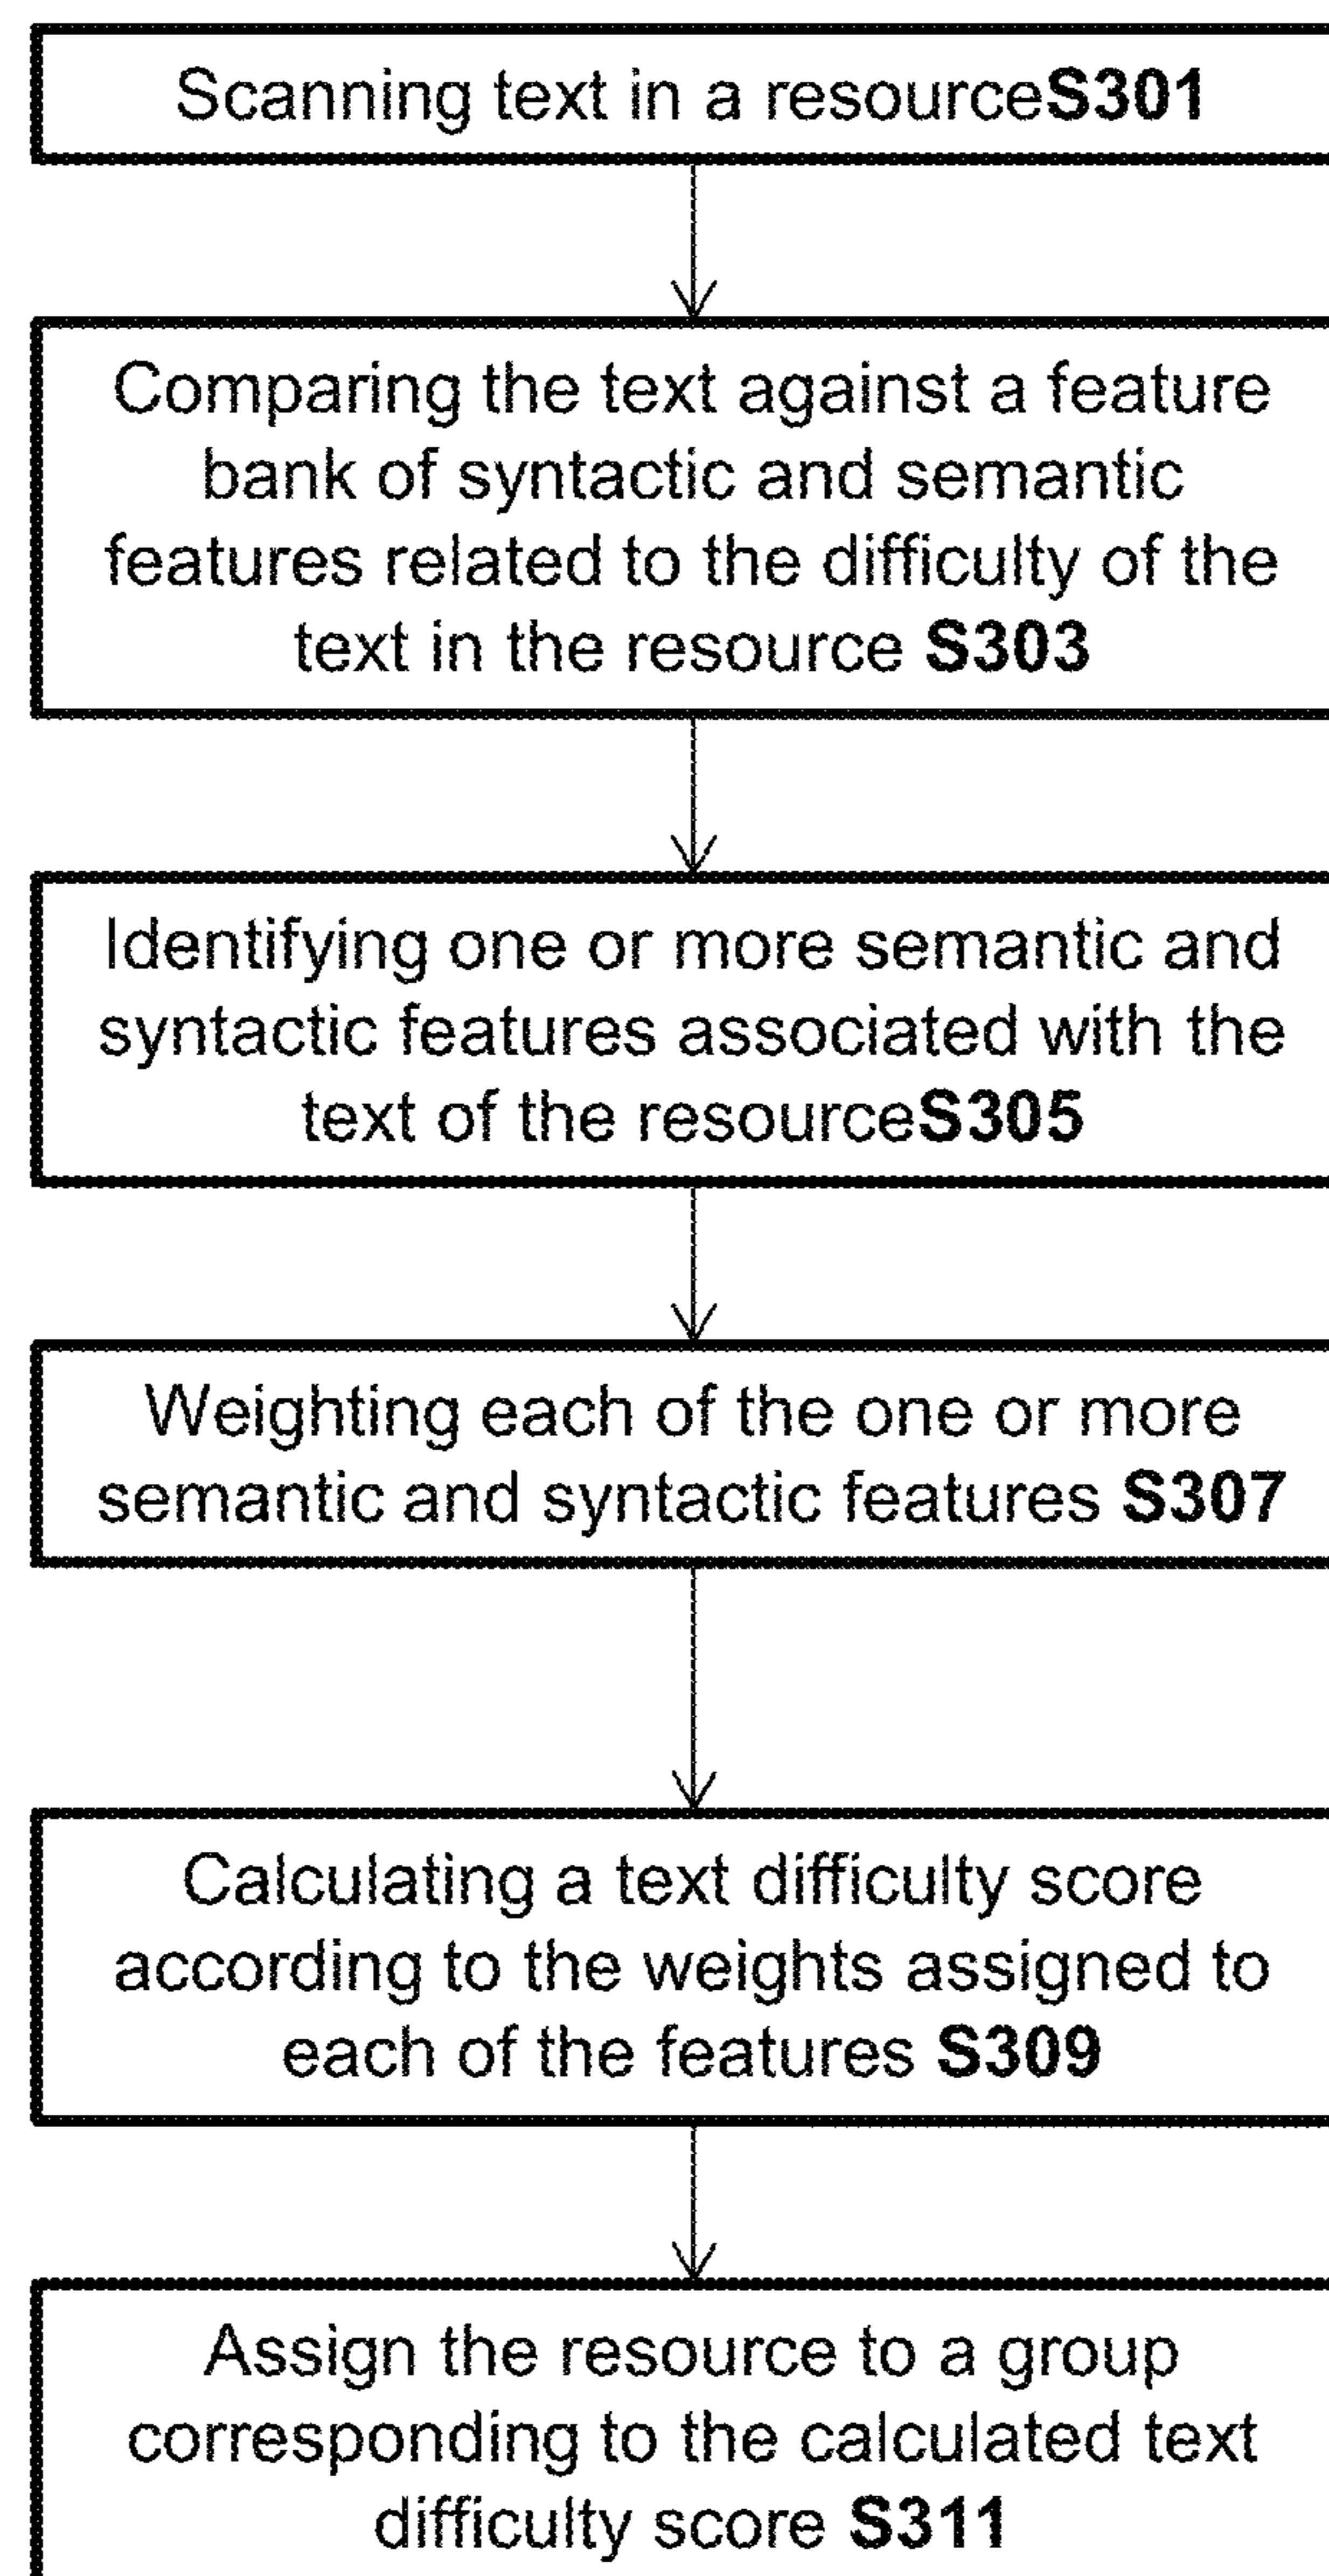 Scanning text in a resourceS301
Comparing the text against a feature
bank of syntactic and semantic
features related to the difficulty of the
text in the resource S303
Identifying one or more semantic and
syntactic features associated with the
text of the resourceS305
Weighting each of the one or more
semantic and syntactic features S307
Calculating a text difficulty score
according to the weights assigned to
each of the features S309
Assign the resource to a group
corresponding to the calculated text
difficulty score S311